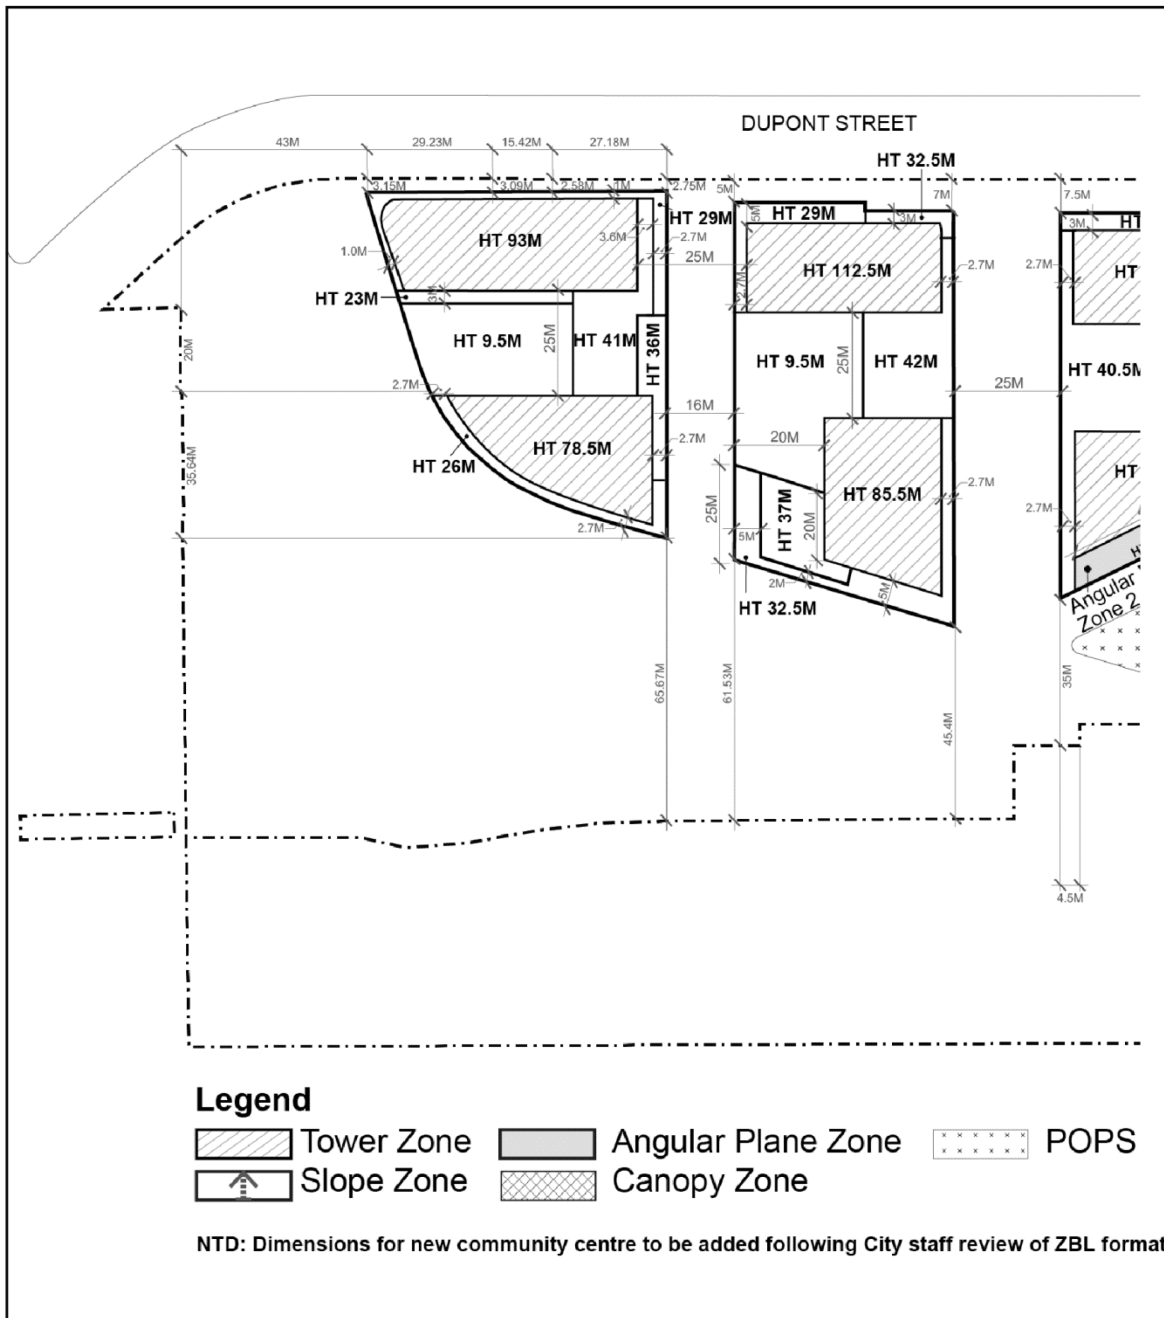 DUPONT STREET
43M 29.23M 15.42M 27.18M
HT 32.5M
3.15M 3.09M 2.58M 1M 2.75M 5M 7M 7.5M
HT 29M HT 29M 3M 3M
5M
HT 93M 3.6M 2.7M
1.0M 25M HT 112.5M 2.7M 2.7M
HT 23M 3M 2.7M
20M HT 9.5M 25M HT 41M HT 36M HT 9.5M 25M HT 42M HT 40.5M
2.7M 16M 25M
35.64M HT 78.5M 2.7M 20M
HT 26M 25M HT 37M 20M HT 85.5M 2.7M
2.7M 5M 2.7M
2M 5M
HT 32.5M
Angular
Zone 2
65.67M 61.53M 45.4M 35M
4.5M
Legend
Tower Zone Angular Plane Zone POPS
Slope Zone Canopy Zone
NTD: Dimensions for new community centre to be added following City staff review of ZBL format